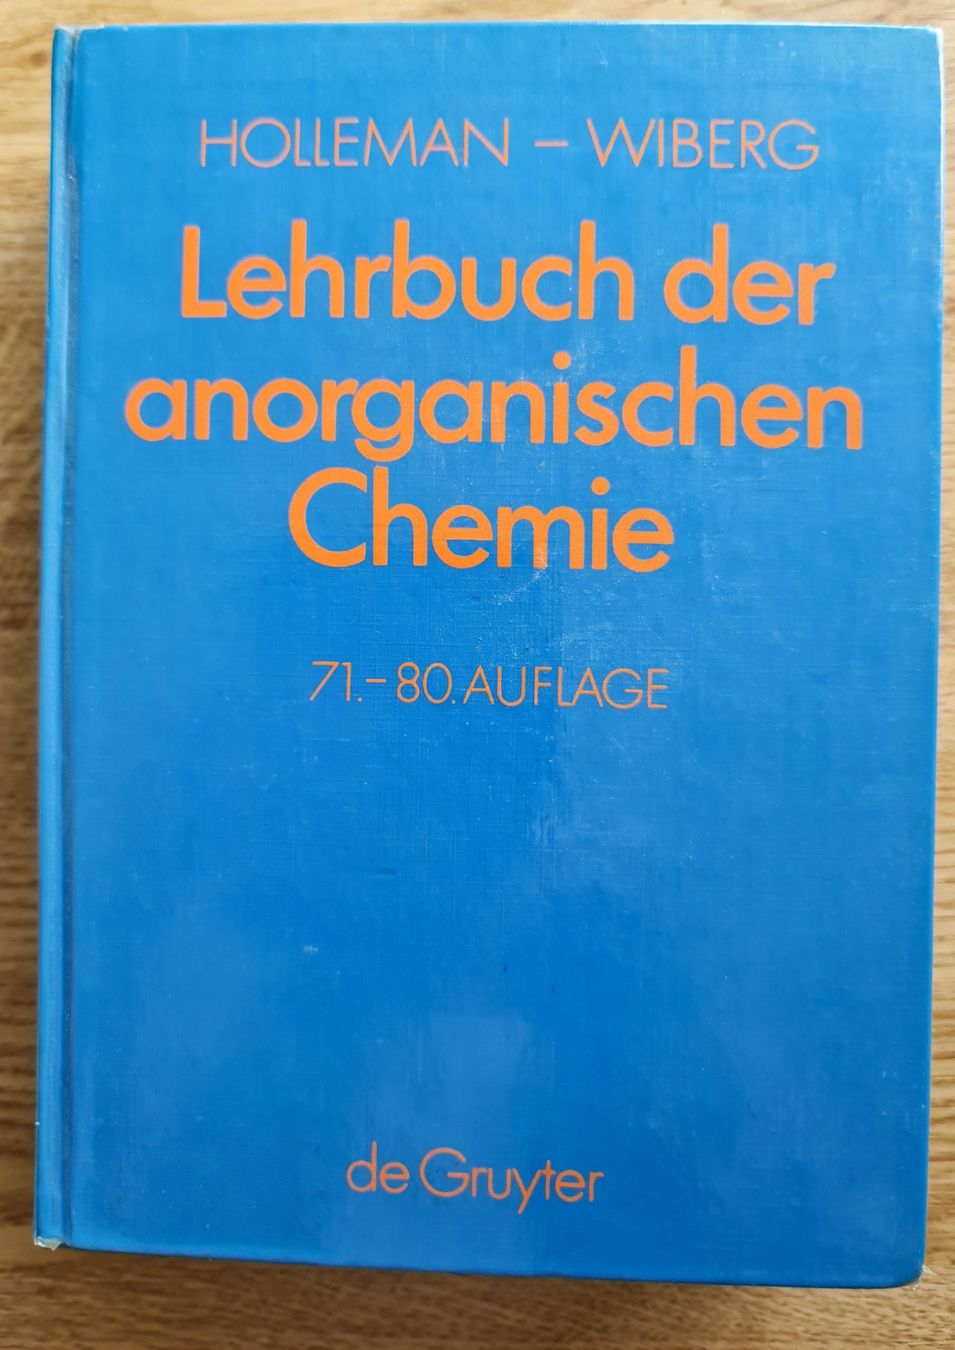 HOLLEMAN – WIBERG
Lehrbuch der
anorganischen
Chemie
71.–80. AUFLAGE
de Gruyter